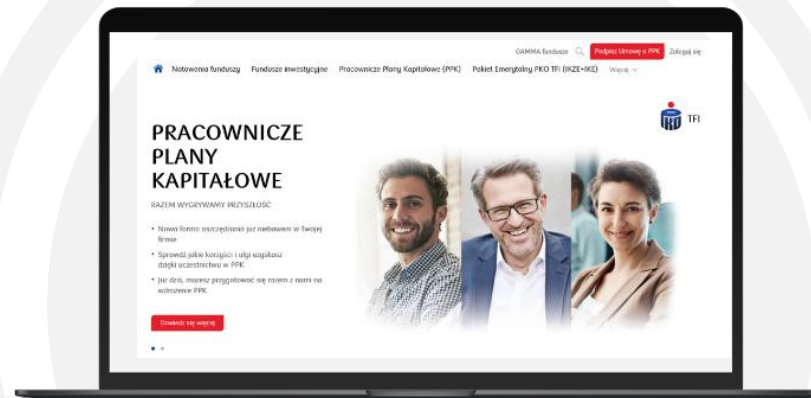 GAMMA fundusze
Podpisz Umowę o PPK
Zaloguj się
Notowania funduszy
Fundusze inwestycyjne
Pracownicze Plany Kapitałowe (PPK)
Pakiet Emerytalny PKO TFI (IKZE+IKE)
Więcej
TFI
PRACOWNICZE
PLANY
KAPITAŁOWE
RAZEM WYGRYWAMY PRZYSZŁOŚĆ
• Nowa forma oszczędzania już niebawem w Twojej
firmie
• Sprawdź jakie korzyści i ulgi uzyskasz
dzięki uczestnictwu w PPK
• Już dziś, możesz przygotować się razem z nami na
wdrożenie PPK
Dowiedz się więcej